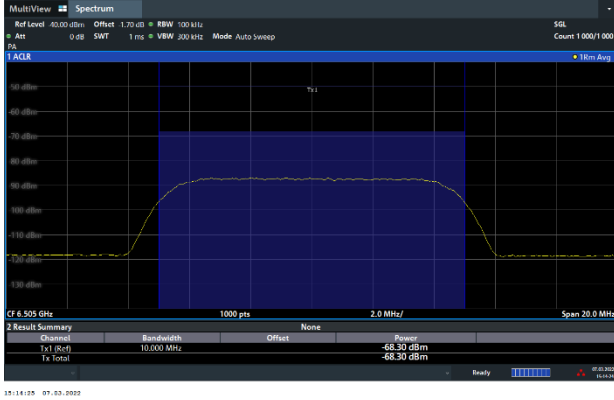 MultiView Spectrum
Ref Level -40.00 dBm Offset -1.70 dB RBW 100 kHz SGL
Att 0 dB SWT 1 ms VBW 300 kHz Mode Auto Sweep Count 1000/1000
PA
1 ACLR 1Rm Avg
Tx1
-50 dBm
-60 dBm
-70 dBm
-80 dBm
-90 dBm
-100 dBm
-110 dBm
-120 dBm
-130 dBm
CF 6.505 GHz 1000 pts 2.0 MHz/ Span 20.0 MHz
2 Result Summary None
Channel Bandwidth Offset Power
Tx1 (Ref) 10.000 MHz -68.30 dBm
Tx Total -68.30 dBm
Ready 07.03.2022
15:14:24
15:14:25 07.03.2022